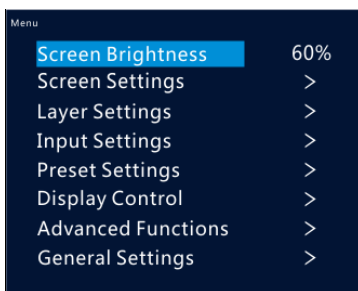 Menu
Screen Brightness 60%
Screen Settings >
Layer Settings >
Input Settings >
Preset Settings >
Display Control >
Advanced Functions >
General Settings >